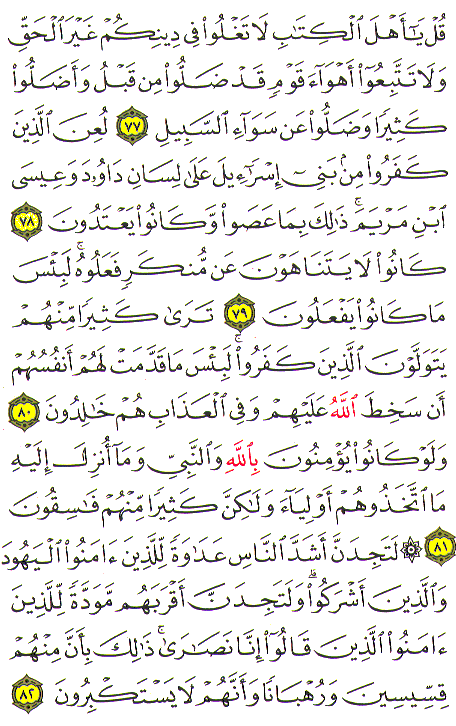 قُلْ يَٰٓأَهْلَ ٱلْكِتَٰبِ لَا تَغْلُوا۟ فِى دِينِكُمْ غَيْرَ ٱلْحَقِّ
وَلَا تَتَّبِعُوٓا۟ أَهْوَآءَ قَوْمٍ قَدْ ضَلُّوا۟ مِن قَبْلُ وَأَضَلُّوا۟
كَثِيرًا وَضَلُّوا۟ عَن سَوَآءِ ٱلسَّبِيلِ ٧٧ لُعِنَ ٱلَّذِينَ
كَفَرُوا۟ مِنۢ بَنِىٓ إِسْرَٰٓءِيلَ عَلَىٰ لِسَانِ دَاوُۥدَ وَعِيسَى
ٱبْنِ مَرْيَمَ ۚ ذَٰلِكَ بِمَا عَصَوا۟ وَّكَانُوا۟ يَعْتَدُونَ ٧٨
كَانُوا۟ لَا يَتَنَاهَوْنَ عَن مُّنكَرٍ فَعَلُوهُ ۚ لَبِئْسَ
مَا كَانُوا۟ يَفْعَلُونَ ٧٩ تَرَىٰ كَثِيرًا مِّنْهُمْ
يَتَوَلَّوْنَ ٱلَّذِينَ كَفَرُوا۟ ۚ لَبِئْسَ مَا قَدَّمَتْ لَهُمْ أَنفُسُهُمْ
أَن سَخِطَ ٱللَّهُ عَلَيْهِمْ وَفِى ٱلْعَذَابِ هُمْ خَٰلِدُونَ ٨٠
وَلَوْ كَانُوا۟ يُؤْمِنُونَ بِٱللَّهِ وَٱلنَّبِىِّ وَمَآ أُنزِلَ إِلَيْهِ
مَا ٱتَّخَذُوهُمْ أَوْلِيَآءَ وَلَٰكِنَّ كَثِيرًا مِّنْهُمْ فَٰسِقُونَ
٨١ ۞ لَتَجِدَنَّ أَشَدَّ ٱلنَّاسِ عَدَٰوَةً لِّلَّذِينَ ءَامَنُوا۟ ٱلْيَهُودَ
وَٱلَّذِينَ أَشْرَكُوا۟ ۖ وَلَتَجِدَنَّ أَقْرَبَهُم مَّوَدَّةً لِّلَّذِينَ
ءَامَنُوا۟ ٱلَّذِينَ قَالُوٓا۟ إِنَّا نَصَٰرَىٰ ۚ ذَٰلِكَ بِأَنَّ مِنْهُمْ
قِسِّيسِينَ وَرُهْبَانًا وَأَنَّهُمْ لَا يَسْتَكْبِرُونَ ٨٢